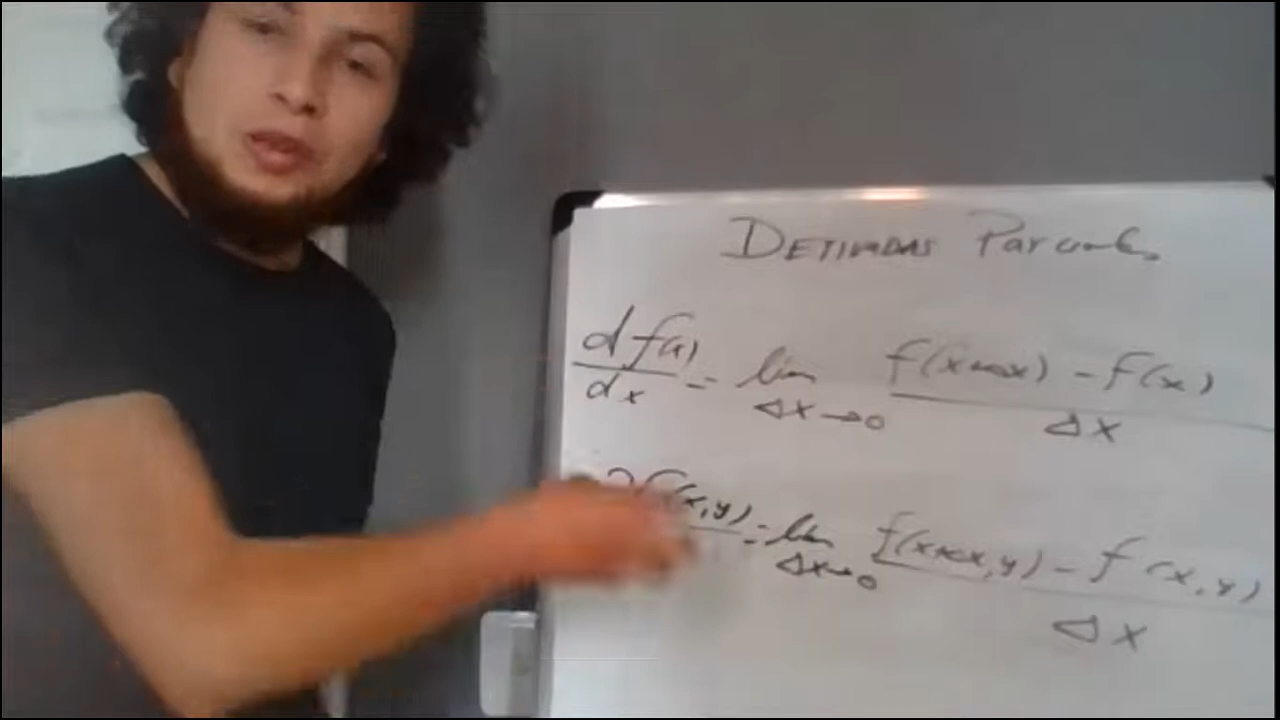 Derivadas Parciales
df(x)/dx = lim Δx→0 f(x+Δx) - f(x) / Δx
∂f(x,y) = lim Δx→0 f(x+Δx,y) - f(x,y) / Δx